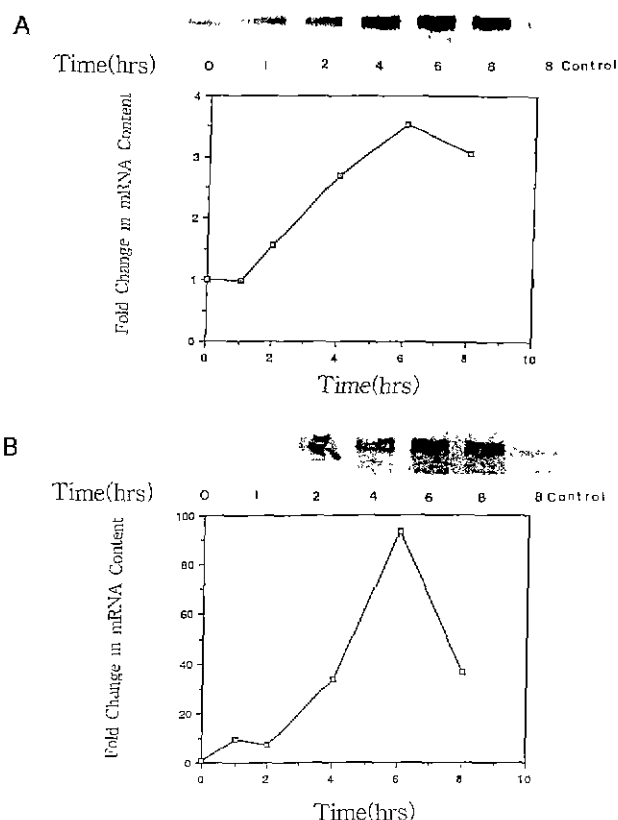 A
Time(hrs) 0 1 2 4 6 8 8 Control
Fold Change in mRNA Content
4
3
2
1
0
0 2 4 6 8 10
Time(hrs)
B
Time(hrs) 0 1 2 4 6 8 8 Control
Fold Change in mRNA Content
100
80
60
40
20
0
0 2 4 6 8 10
Time(hrs)